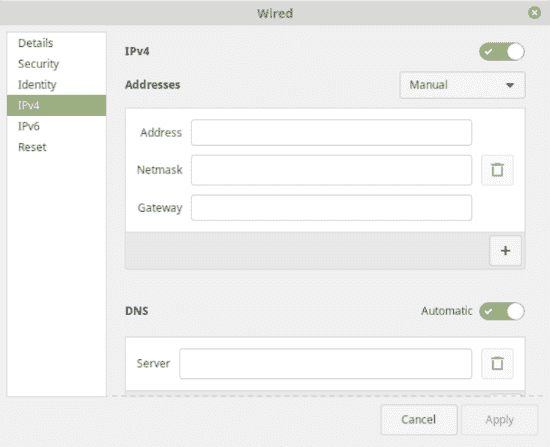 Wired
Details
Security
Identity
IPv4
IPv6
Reset
IPv4
Addresses
Manual
Address
Netmask
Gateway
+
DNS
Automatic
Server
Cancel
Apply